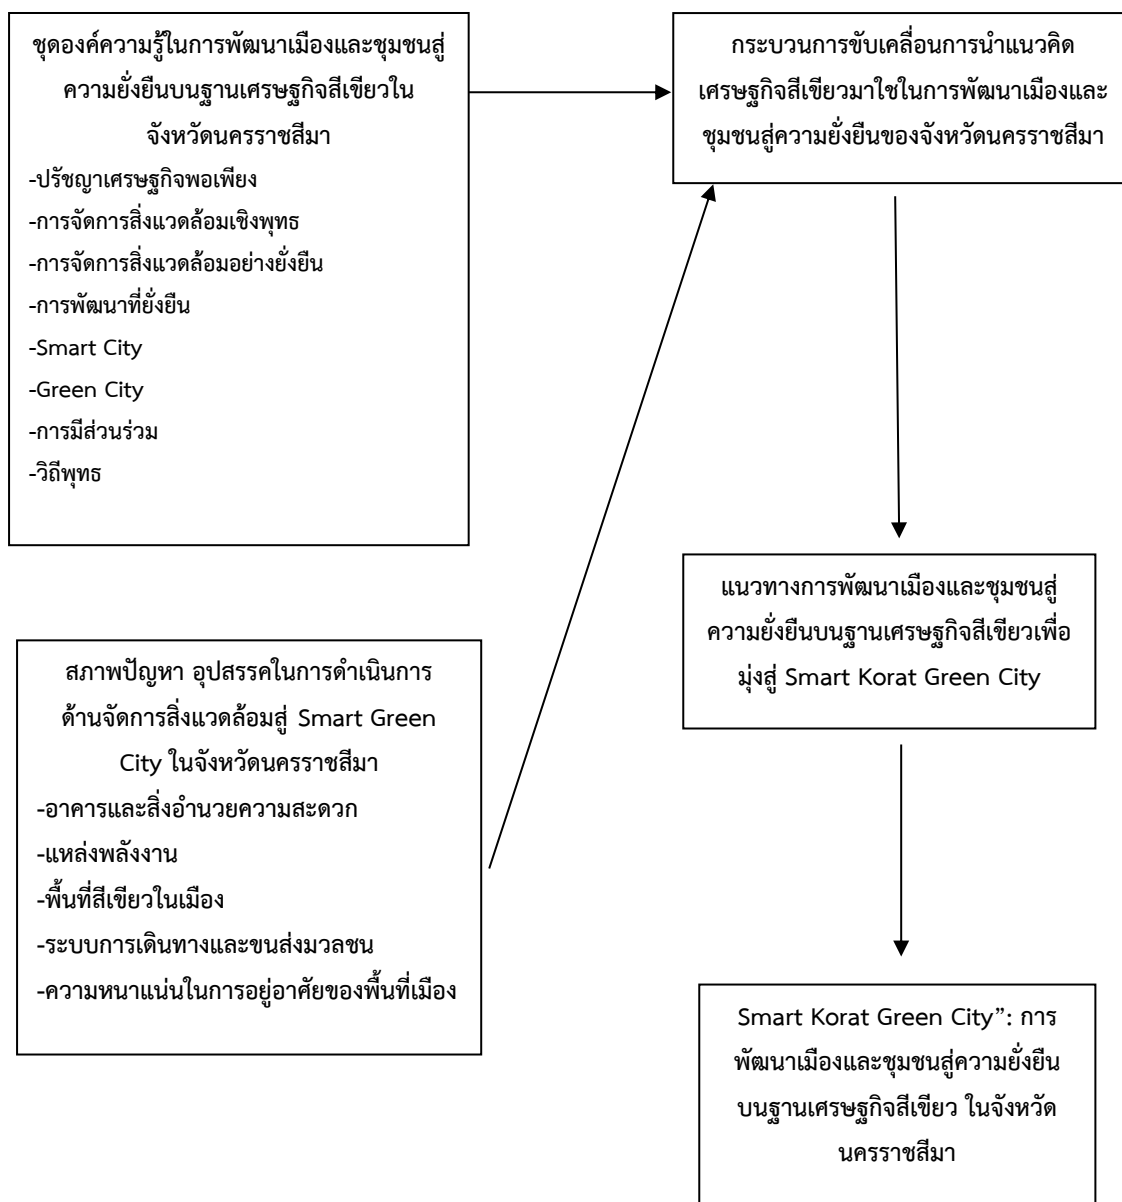 ชุดองค์ความรู้ในการพัฒนาเมืองและชุมชนสู่
ความยั่งยืนบนฐานเศรษฐกิจสีเขียวใน
จังหวัดนครราชสีมา
-ปรัชญาเศรษฐกิจพอเพียง
-การจัดการสิ่งแวดล้อมเชิงพุทธ
-การจัดการสิ่งแวดล้อมอย่างยั่งยืน
-การพัฒนาที่ยั่งยืน
-Smart City
-Green City
-การมีส่วนร่วม
-วิถีพุทธ
กระบวนการขับเคลื่อนการนำแนวคิด
เศรษฐกิจสีเขียวมาใชในการพัฒนาเมืองและ
ชุมชนสู่ความยั่งยืนของจังหวัดนครราชสีมา
สภาพปัญหา อุปสรรคในการดำเนินการ
ด้านจัดการสิ่งแวดล้อมสู่ Smart Green
City ในจังหวัดนครราชสีมา
-อาคารและสิ่งอำนวยความสะดวก
-แหล่งพลังงาน
-พื้นที่สีเขียวในเมือง
-ระบบการเดินทางและขนส่งมวลชน
-ความหนาแน่นในการอยู่อาศัยของพื้นที่เมือง
แนวทางการพัฒนาเมืองและชุมชนสู่
ความยั่งยืนบนฐานเศรษฐกิจสีเขียวเพื่อ
มุ่งสู่ Smart Korat Green City
Smart Korat Green City”: การ
พัฒนาเมืองและชุมชนสู่ความยั่งยืน
บนฐานเศรษฐกิจสีเขียว ในจังหวัด
นครราชสีมา